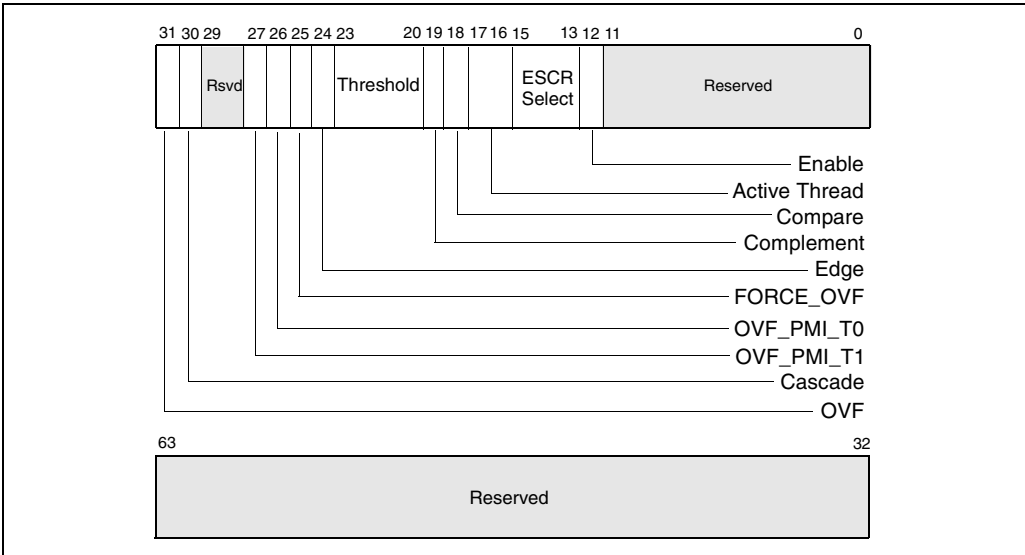 31 30 29 27 26 25 24 23 20 19 18 17 16 15 13 12 11 0
Rsvd Threshold ESCR Select Reserved
Enable
Active Thread
Compare
Complement
Edge
FORCE_OVF
OVF_PMI_T0
OVF_PMI_T1
Cascade
OVF
63 32
Reserved